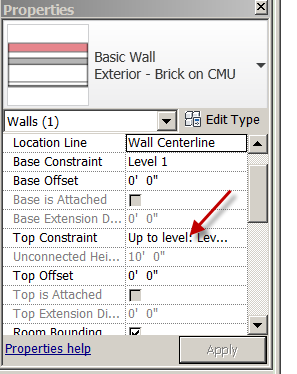 Properties
Basic Wall
Exterior - Brick on CMU
Walls (1)
Edit Type
Location Line Wall Centerline
Base Constraint Level 1
Base Offset 0' 0"
Base is Attached
Base Extension D... 0' 0"
Top Constraint Up to level: Lev...
Unconnected Hei... 10' 0"
Top Offset 0' 0"
Top is Attached
Top Extension Di... 0' 0"
Room Bounding
Properties help
Apply